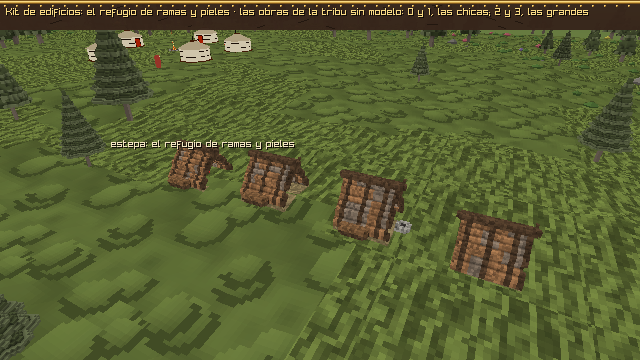 Kit de edificios: el refugio de ramas y pieles · las obras de la tribu sin modelo: 0 y 1, las chicas; 2 y 3, las grandes
estepa: el refugio de ramas y pieles